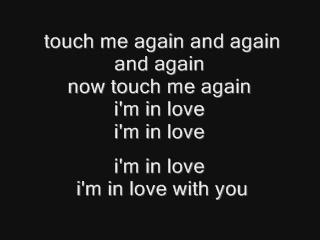 touch me again and again
and again
now touch me again
i'm in love
i'm in love
i'm in love
i'm in love with you